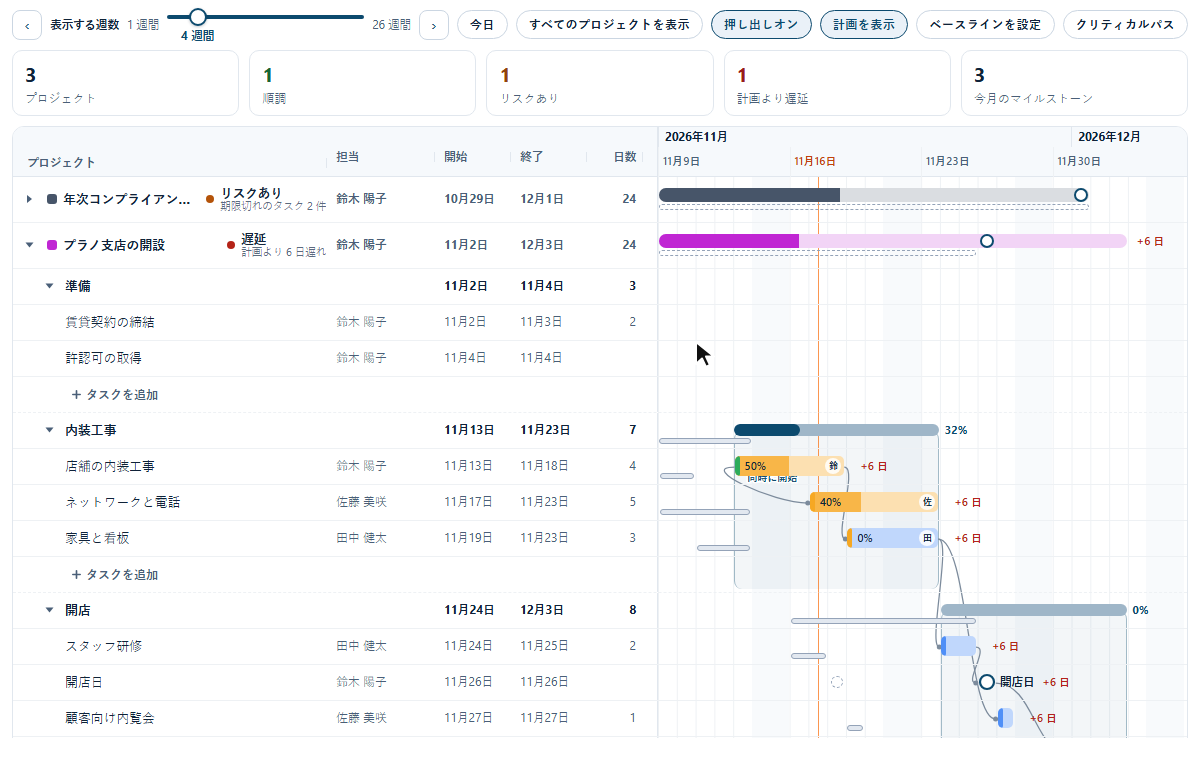 ‹ 表示する週数 1 週間 4 週間 26 週間 › 今日 すべてのプロジェクトを表示 押し出しオン 計画を表示 ベースラインを設定 クリティカルパス
3 1 1 1 3
プロジェクト 順調 リスクあり 計画より遅延 今月のマイルストーン
2026年11月 2026年12月
プロジェクト 担当 開始 終了 日数 11月9日 11月16日 11月23日 11月30日
年次コンプライアン... リスクあり 鈴木 陽子 10月29日 12月1日 24
期限切れのタスク 2 件
プラノ支店の開設 遅延 鈴木 陽子 11月2日 12月3日 24 +6 日
計画より 6 日遅れ
準備 11月2日 11月4日 3
賃貸契約の締結 鈴木 陽子 11月2日 11月3日 2
許認可の取得 鈴木 陽子 11月4日 11月4日
+ タスクを追加
内装工事 11月13日 11月23日 7 32%
店舗の内装工事 鈴木 陽子 11月13日 11月18日 4 50% 鈴 +6 日
同時に開始
ネットワークと電話 佐藤 美咲 11月17日 11月23日 5 40% 佐 +6 日
家具と看板 田中 健太 11月19日 11月23日 3 0% 田 +6 日
+ タスクを追加
開店 11月24日 12月3日 8 0%
スタッフ研修 田中 健太 11月24日 11月25日 2 +6 日
開店日 鈴木 陽子 11月26日 11月26日 開店日 +6 日
顧客向け内覧会 佐藤 美咲 11月27日 11月27日 1 +6 日